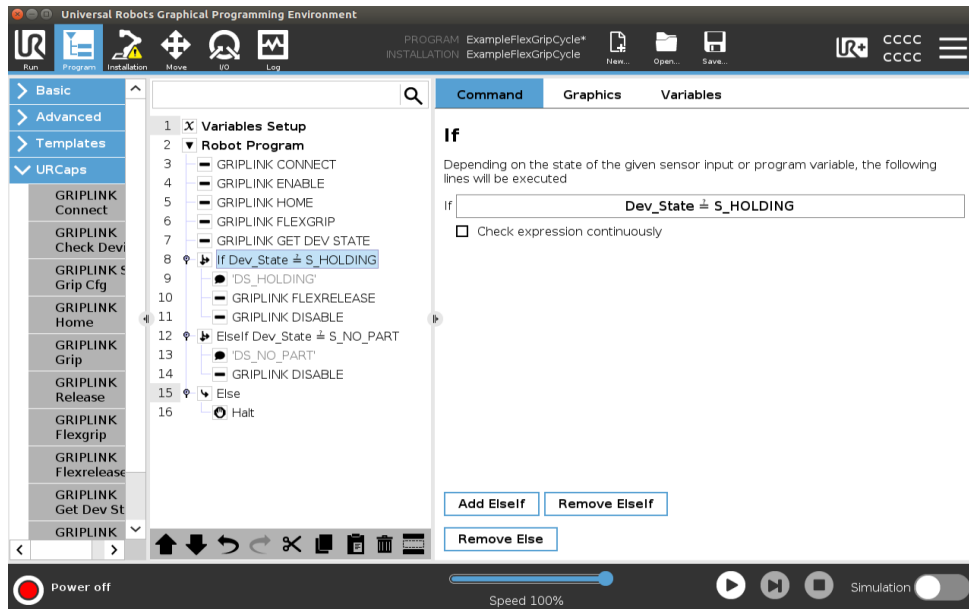 Universal Robots Graphical Programming Environment
UR
Run
Program
Installation
Move
I/O
Log
PROGRAM ExampleFlexGripCycle*
INSTALLATION ExampleFlexGripCycle
New...
Open...
Save...
UR+
CCCC
CCCC
Basic
Advanced
Templates
URCaps
GRIPLINK
Connect
GRIPLINK
Check Devi
GRIPLINK S
Grip Cfg
GRIPLINK
Home
GRIPLINK
Grip
GRIPLINK
Release
GRIPLINK
Flexgrip
GRIPLINK
Flexrelease
GRIPLINK
Get Dev St
GRIPLINK
1 X Variables Setup
2 Robot Program
3 GRIPLINK CONNECT
4 GRIPLINK ENABLE
5 GRIPLINK HOME
6 GRIPLINK FLEXGRIP
7 GRIPLINK GET DEV STATE
8 If Dev_State ≟ S_HOLDING
9 'DS_HOLDING'
10 GRIPLINK FLEXRELEASE
11 GRIPLINK DISABLE
12 ElseIf Dev_State ≟ S_NO_PART
13 'DS_NO_PART'
14 GRIPLINK DISABLE
15 Else
16 Halt
Command
Graphics
Variables
If
Depending on the state of the given sensor input or program variable, the following
lines will be executed
If Dev_State ≟ S_HOLDING
Check expression continuously
Add ElseIf
Remove ElseIf
Remove Else
Power off
Speed 100%
Simulation